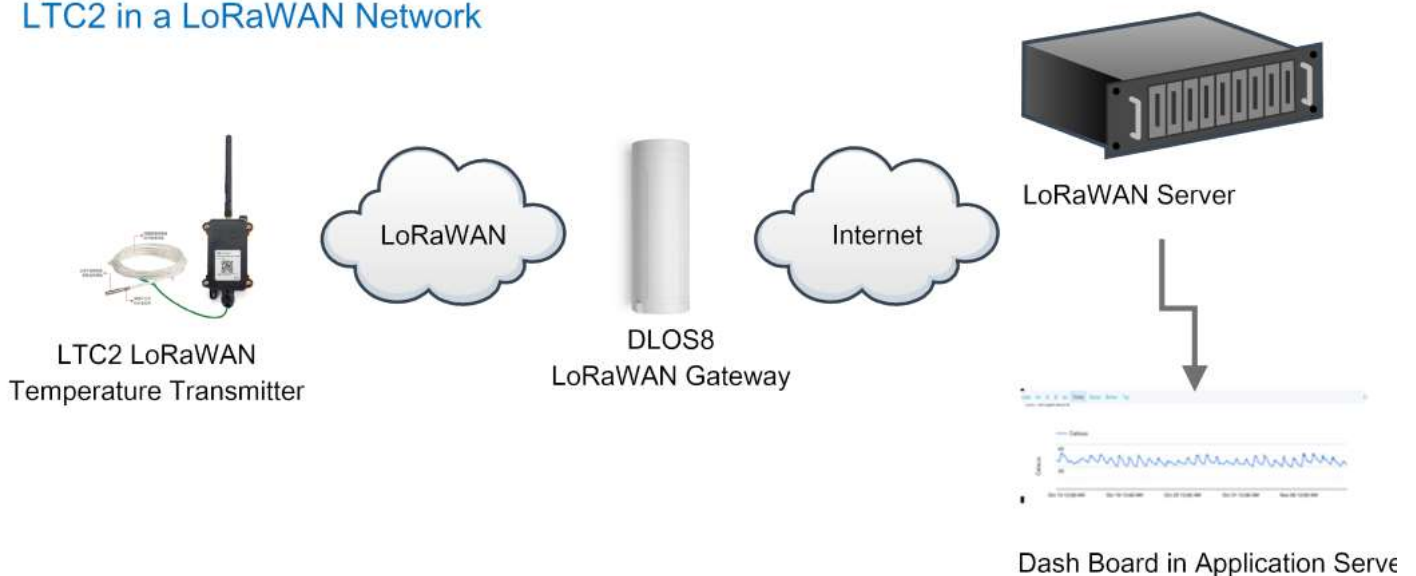 LTC2 in a LoRaWAN Network
LoRaWAN
Internet
LoRaWAN Server
LTC2 LoRaWAN
Temperature Transmitter
DLOS8
LoRaWAN Gateway
Celsius
Dash Board in Application Serve